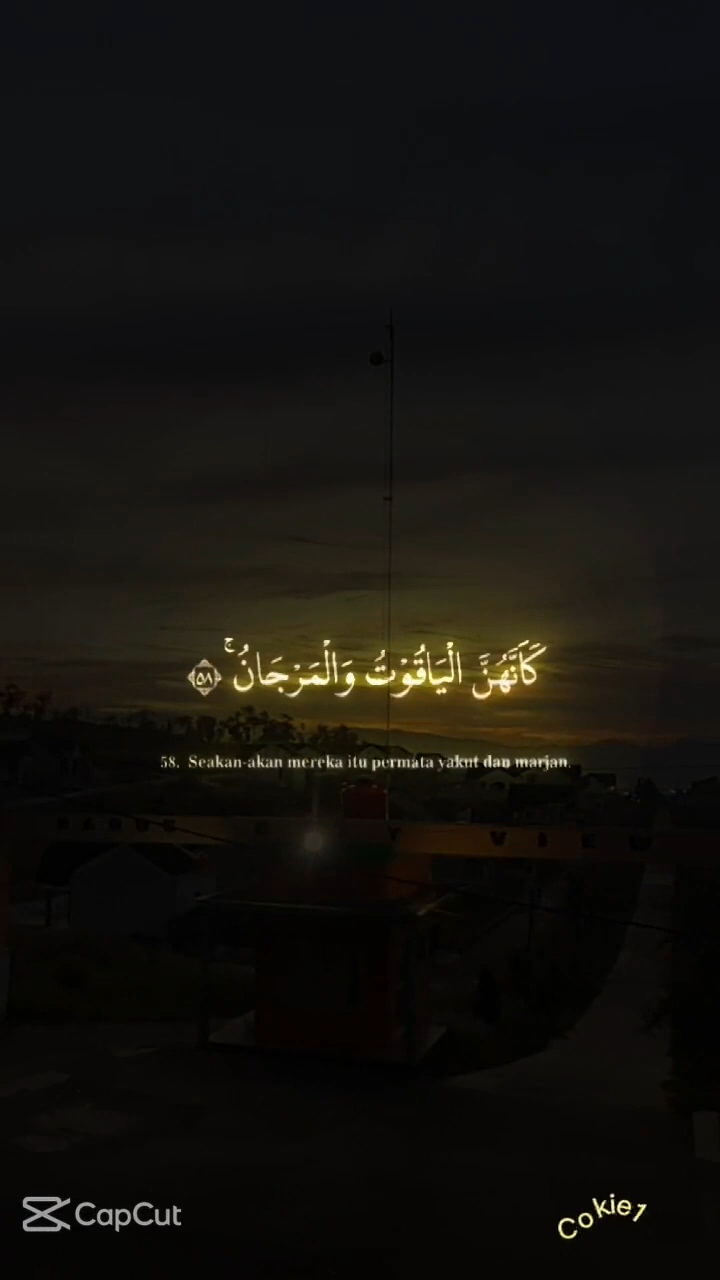 كَاَنَّهُنَّ الْيَاقُوْتُ وَالْمَرْجَانُۚ ۝٥٨
58. Seakan-akan mereka itu permata yakut dan marjan.
V I E W
CapCut
Cokie1